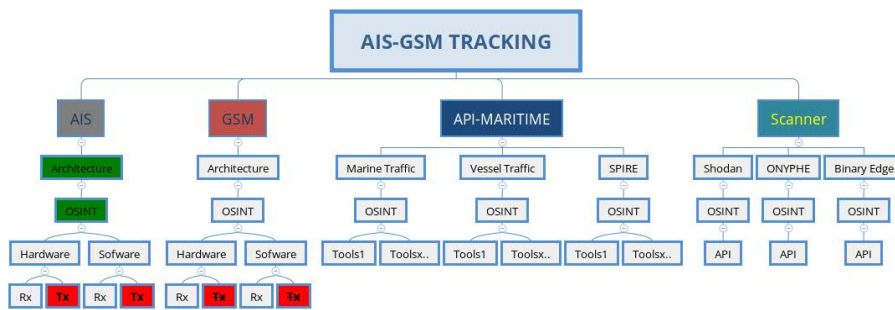 AIS-GSM TRACKING
AIS GSM API-MARITIME Scanner
Architecture Architecture Marine Traffic Vessel Traffic SPIRE Shodan ONYPHE Binary Edge
OSINT OSINT OSINT OSINT OSINT OSINT OSINT OSINT
Hardware Sofware Hardware Sofware Tools1 Toolsx.. Tools1 Toolsx.. Tools1 Toolsx.. API API API
Rx Tx Rx Tx Rx Tx Rx Tx